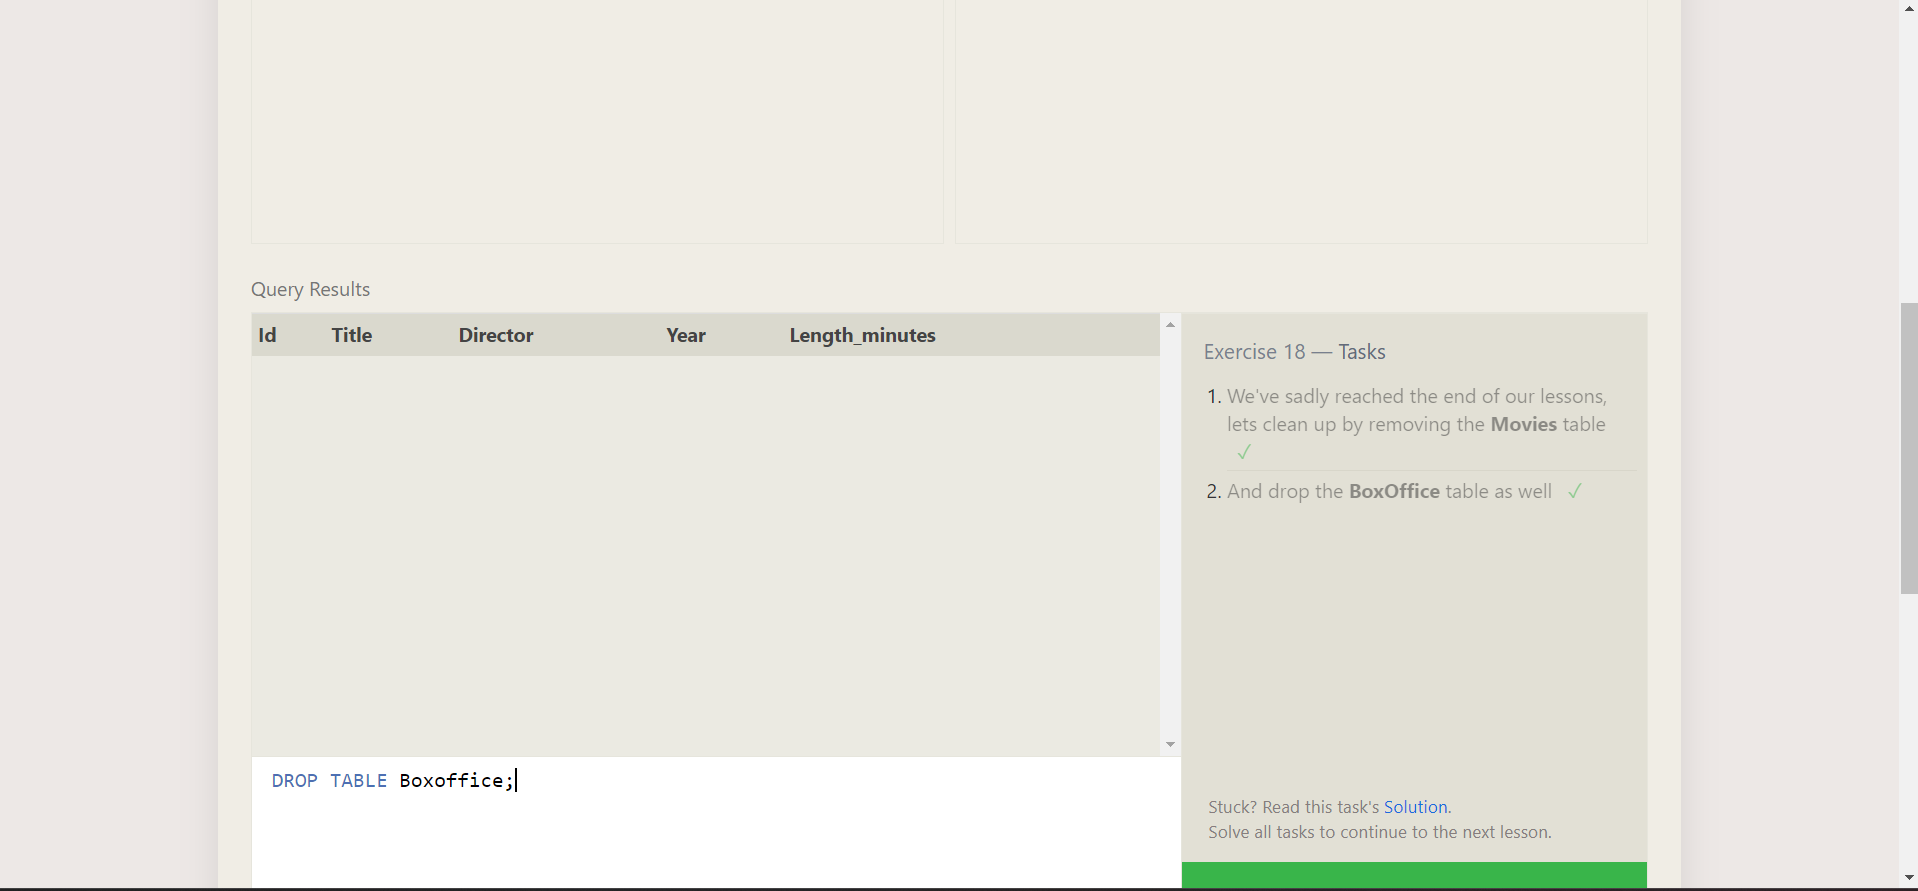 Query Results
Id Title Director Year Length_minutes
Exercise 18 — Tasks
1. We've sadly reached the end of our lessons,
lets clean up by removing the Movies table
✓
2. And drop the BoxOffice table as well ✓
DROP TABLE Boxoffice;
Stuck? Read this task's Solution.
Solve all tasks to continue to the next lesson.